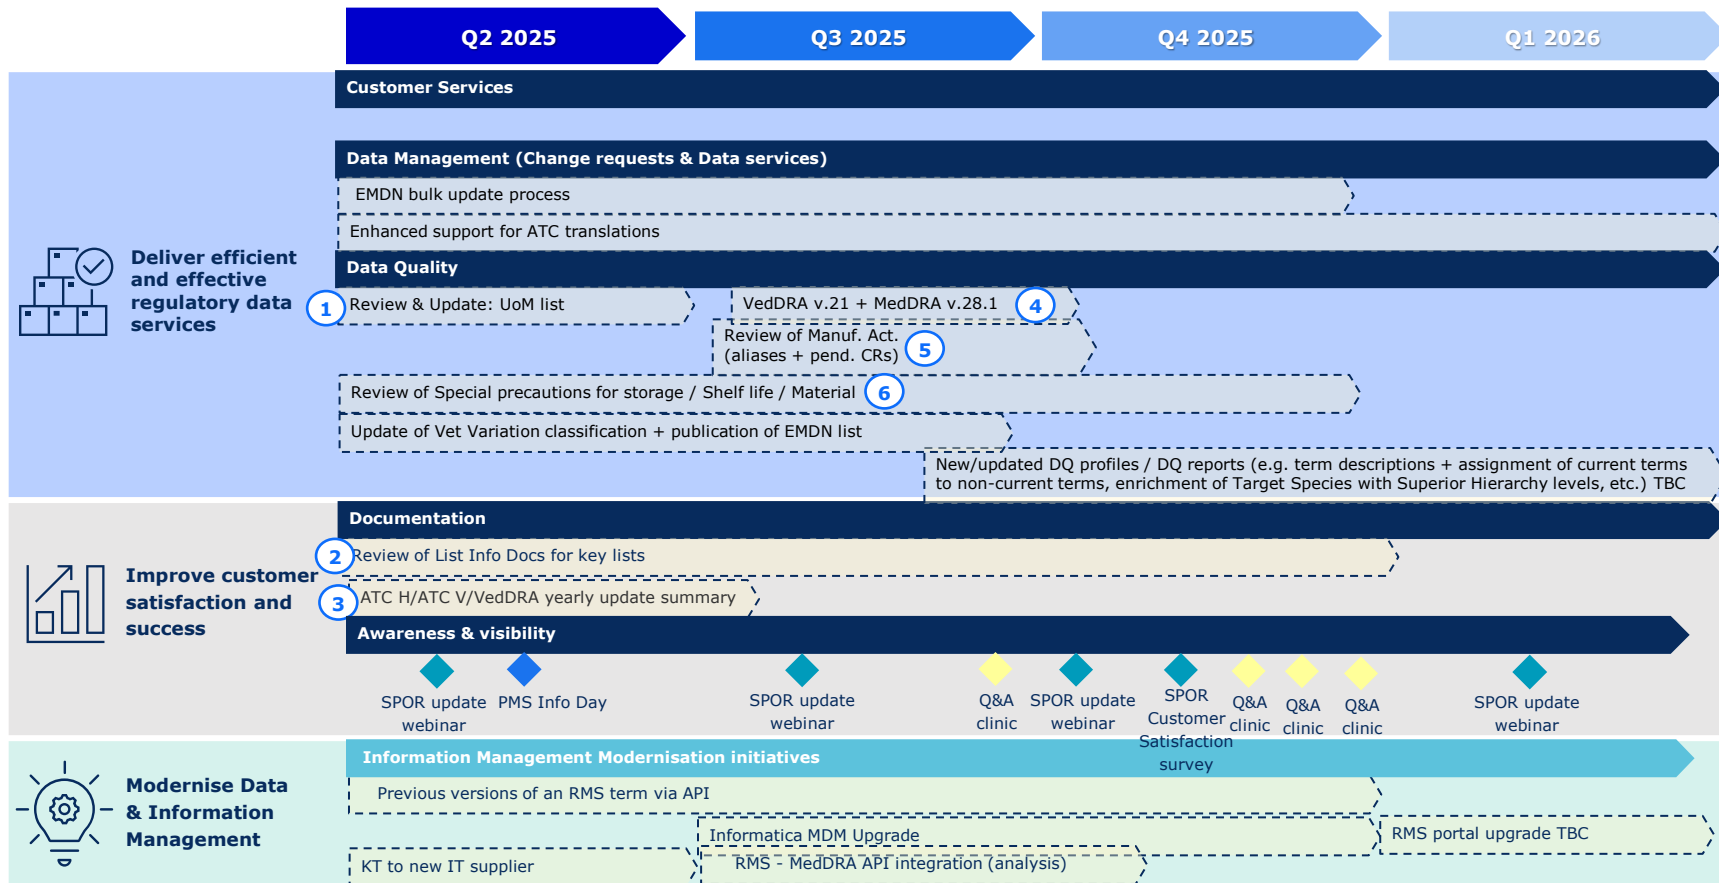 Q2 2025
Q3 2025
Q4 2025
Q1 2026
Customer Services
Data Management (Change requests & Data services)
EMDN bulk update process
Enhanced support for ATC translations
Deliver efficient
and effective
regulatory data
services
Data Quality
1
Review & Update: UoM list
VedDRA v.21 + MedDRA v.28.1
4
Review of Manuf. Act.
(aliases + pend. CRs)
5
Review of Special precautions for storage / Shelf life / Material
6
Update of Vet Variation classification + publication of EMDN list
New/updated DQ profiles / DQ reports (e.g. term descriptions + assignment of current terms
to non-current terms, enrichment of Target Species with Superior Hierarchy levels, etc.) TBC
Documentation
2
Review of List Info Docs for key lists
Improve customer
satisfaction and
success
3
ATC H/ATC V/VedDRA yearly update summary
Awareness & visibility
SPOR update
webinar
PMS Info Day
SPOR update
webinar
Q&A
clinic
SPOR update
webinar
SPOR
Customer
Satisfaction
survey
Q&A
clinic
Q&A
clinic
Q&A
clinic
SPOR update
webinar
Information Management Modernisation initiatives
Modernise Data
& Information
Management
Previous versions of an RMS term via API
Informatica MDM Upgrade
RMS portal upgrade TBC
KT to new IT supplier
RMS - MedDRA API integration (analysis)